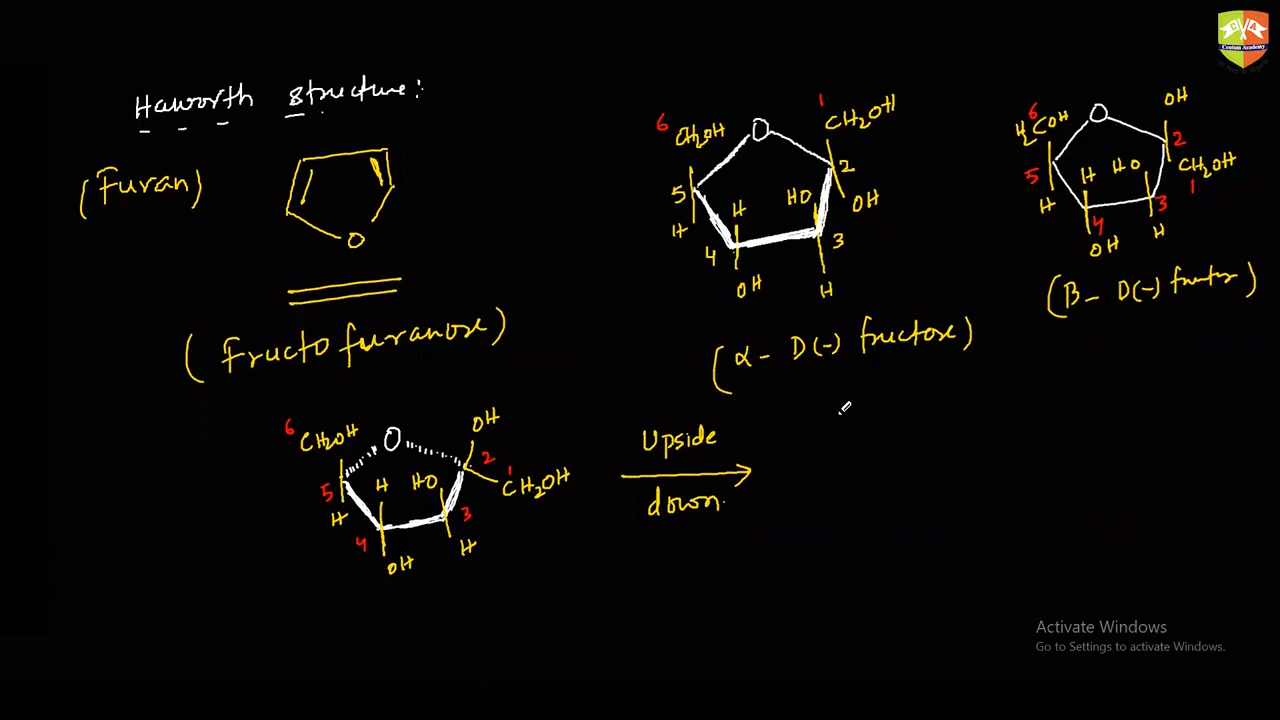 Haworth structure:
(Furan)
O
(Fructofuranose)
6 CH2OH O 1 CH2OH
5 2
H H HO OH
4 3
OH H
(α- D(-) fructose)
6 H2COH O OH
2
5 H HO CH2OH
1
H 4 3
OH H
(B- D(-)
6 CH2OH O OH
2
5 H HO 1 CH2OH
H 3
4 OH H
Upside
down.
C A
Centum Academy
Activate Windows
Go to Settings to activate Windows.